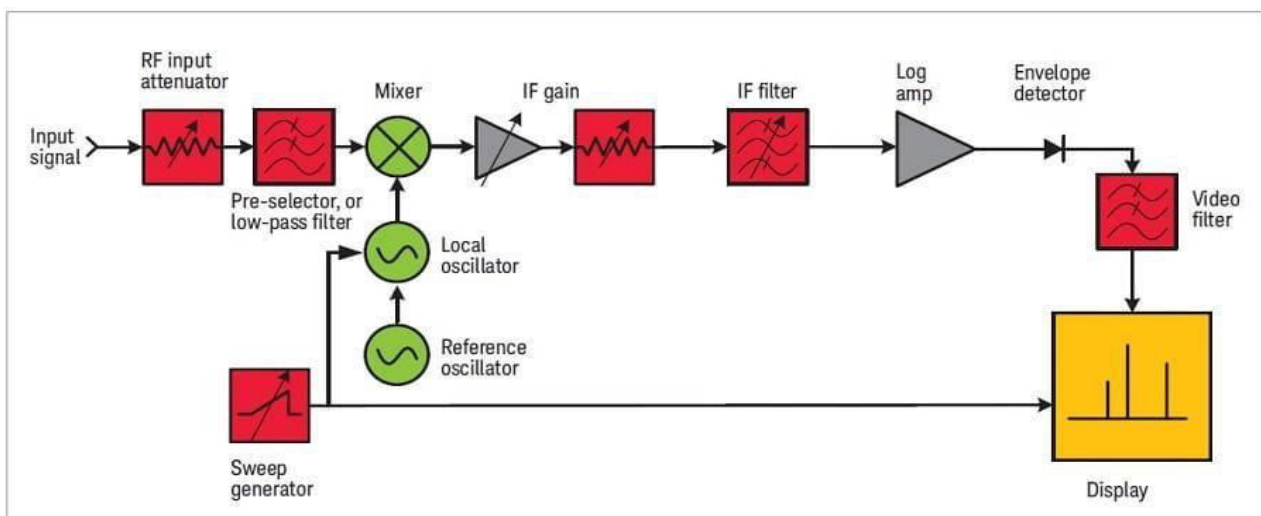 RF input
attenuator
Mixer
IF gain
IF filter
Log
amp
Envelope
detector
Input
signal
Pre-selector, or
low-pass filter
Video
filter
Local
oscillator
Reference
oscillator
Sweep
generator
Display